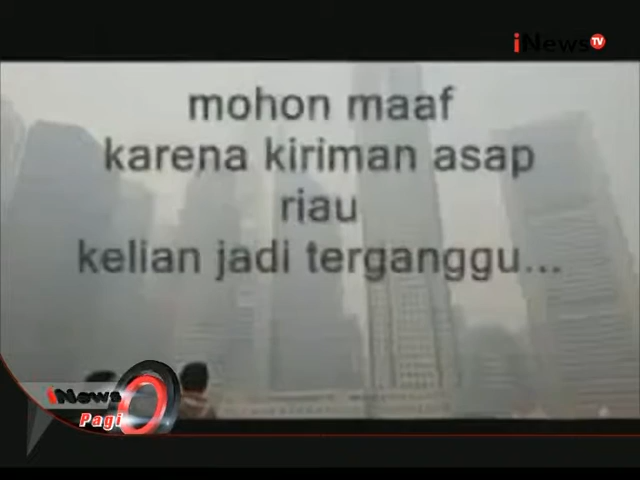 iNews TV
mohon maaf
karena kiriman asap
riau
kelian jadi terganggu...
iNews
Pagi